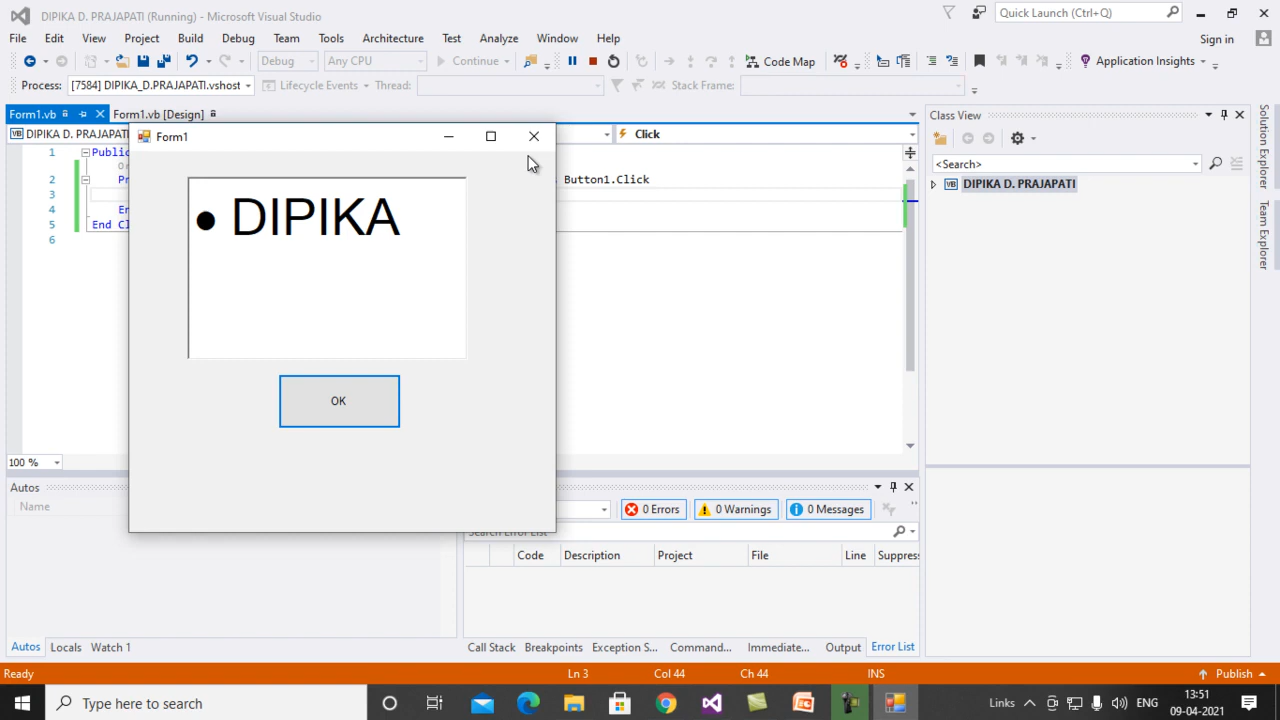 DIPIKA D. PRAJAPATI (Running) - Microsoft Visual Studio
Quick Launch (Ctrl+Q)
File Edit View Project Build Debug Team Tools Architecture Test Analyze Window Help
Sign in
Debug Any CPU Continue Code Map Application Insights
Process: [7584] DIPIKA_D.PRAJAPATI.vshost Lifecycle Events Thread: Stack Frame:
Form1.vb Form1.vb [Design]
Class View
DIPIKA D. PRAJAPATI
Form1
Click
<Search>
1 Public
2 Pr Button1.Click
3
4 En
5 End Cl
6
DIPIKA D. PRAJAPATI
● DIPIKA
OK
100 %
Autos
Name
0 Errors 0 Warnings 0 Messages
Search Error List
Code Description Project File Line Suppress
Autos Locals Watch 1
Call Stack Breakpoints Exception S... Command... Immediate... Output Error List
Solution Explorer
Team Explorer
Ready Ln 3 Col 44 Ch 44 INS Publish
Type here to search
Links ENG 13:51
09-04-2021